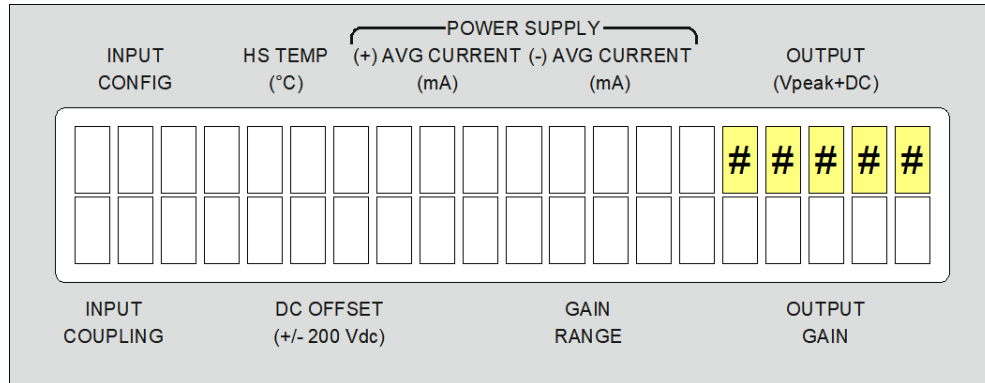 POWER SUPPLY
INPUT HS TEMP (+) AVG CURRENT (-) AVG CURRENT OUTPUT
CONFIG (°C) (mA) (mA) (Vpeak+DC)
# # # # #
INPUT DC OFFSET GAIN OUTPUT
COUPLING (+/- 200 Vdc) RANGE GAIN